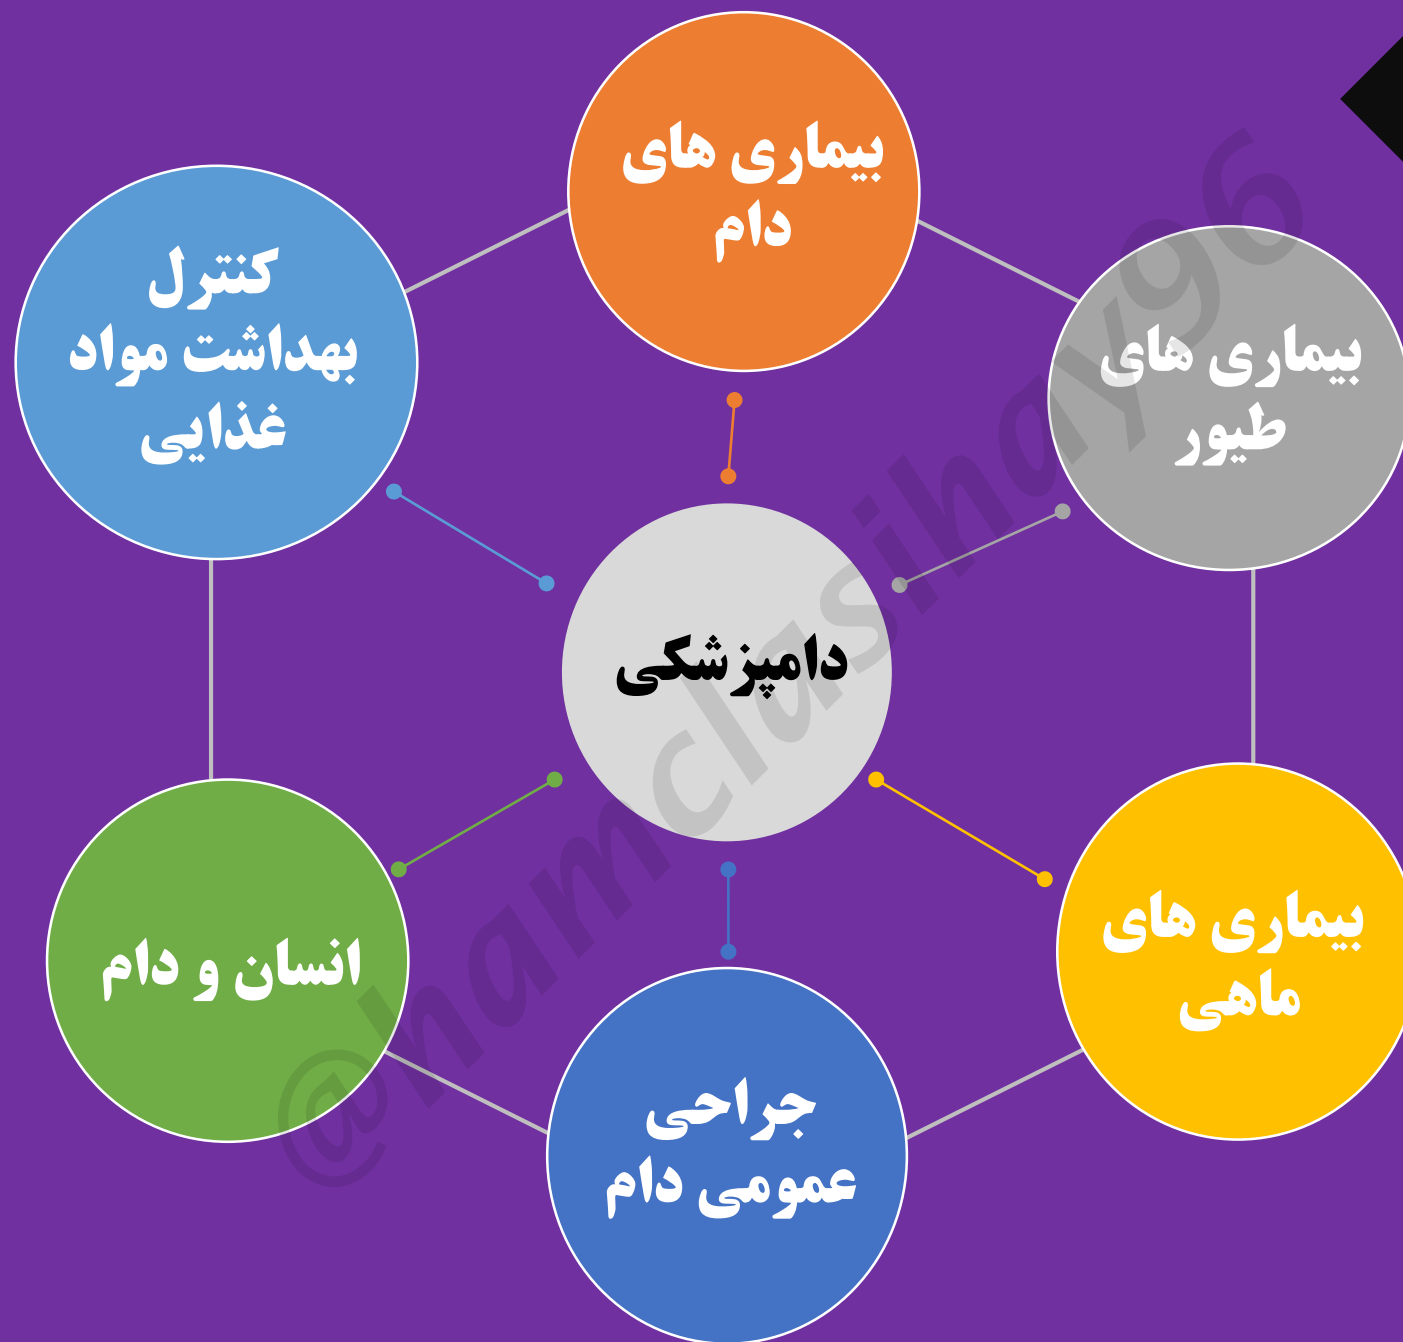 بیماری های
دام
بیماری های
طیور
بیماری های
ماهی
جراحی
عمومی دام
انسان و دام
کنترل
بهداشت مواد
غذایی
دامپزشکی
@hamclasihay96